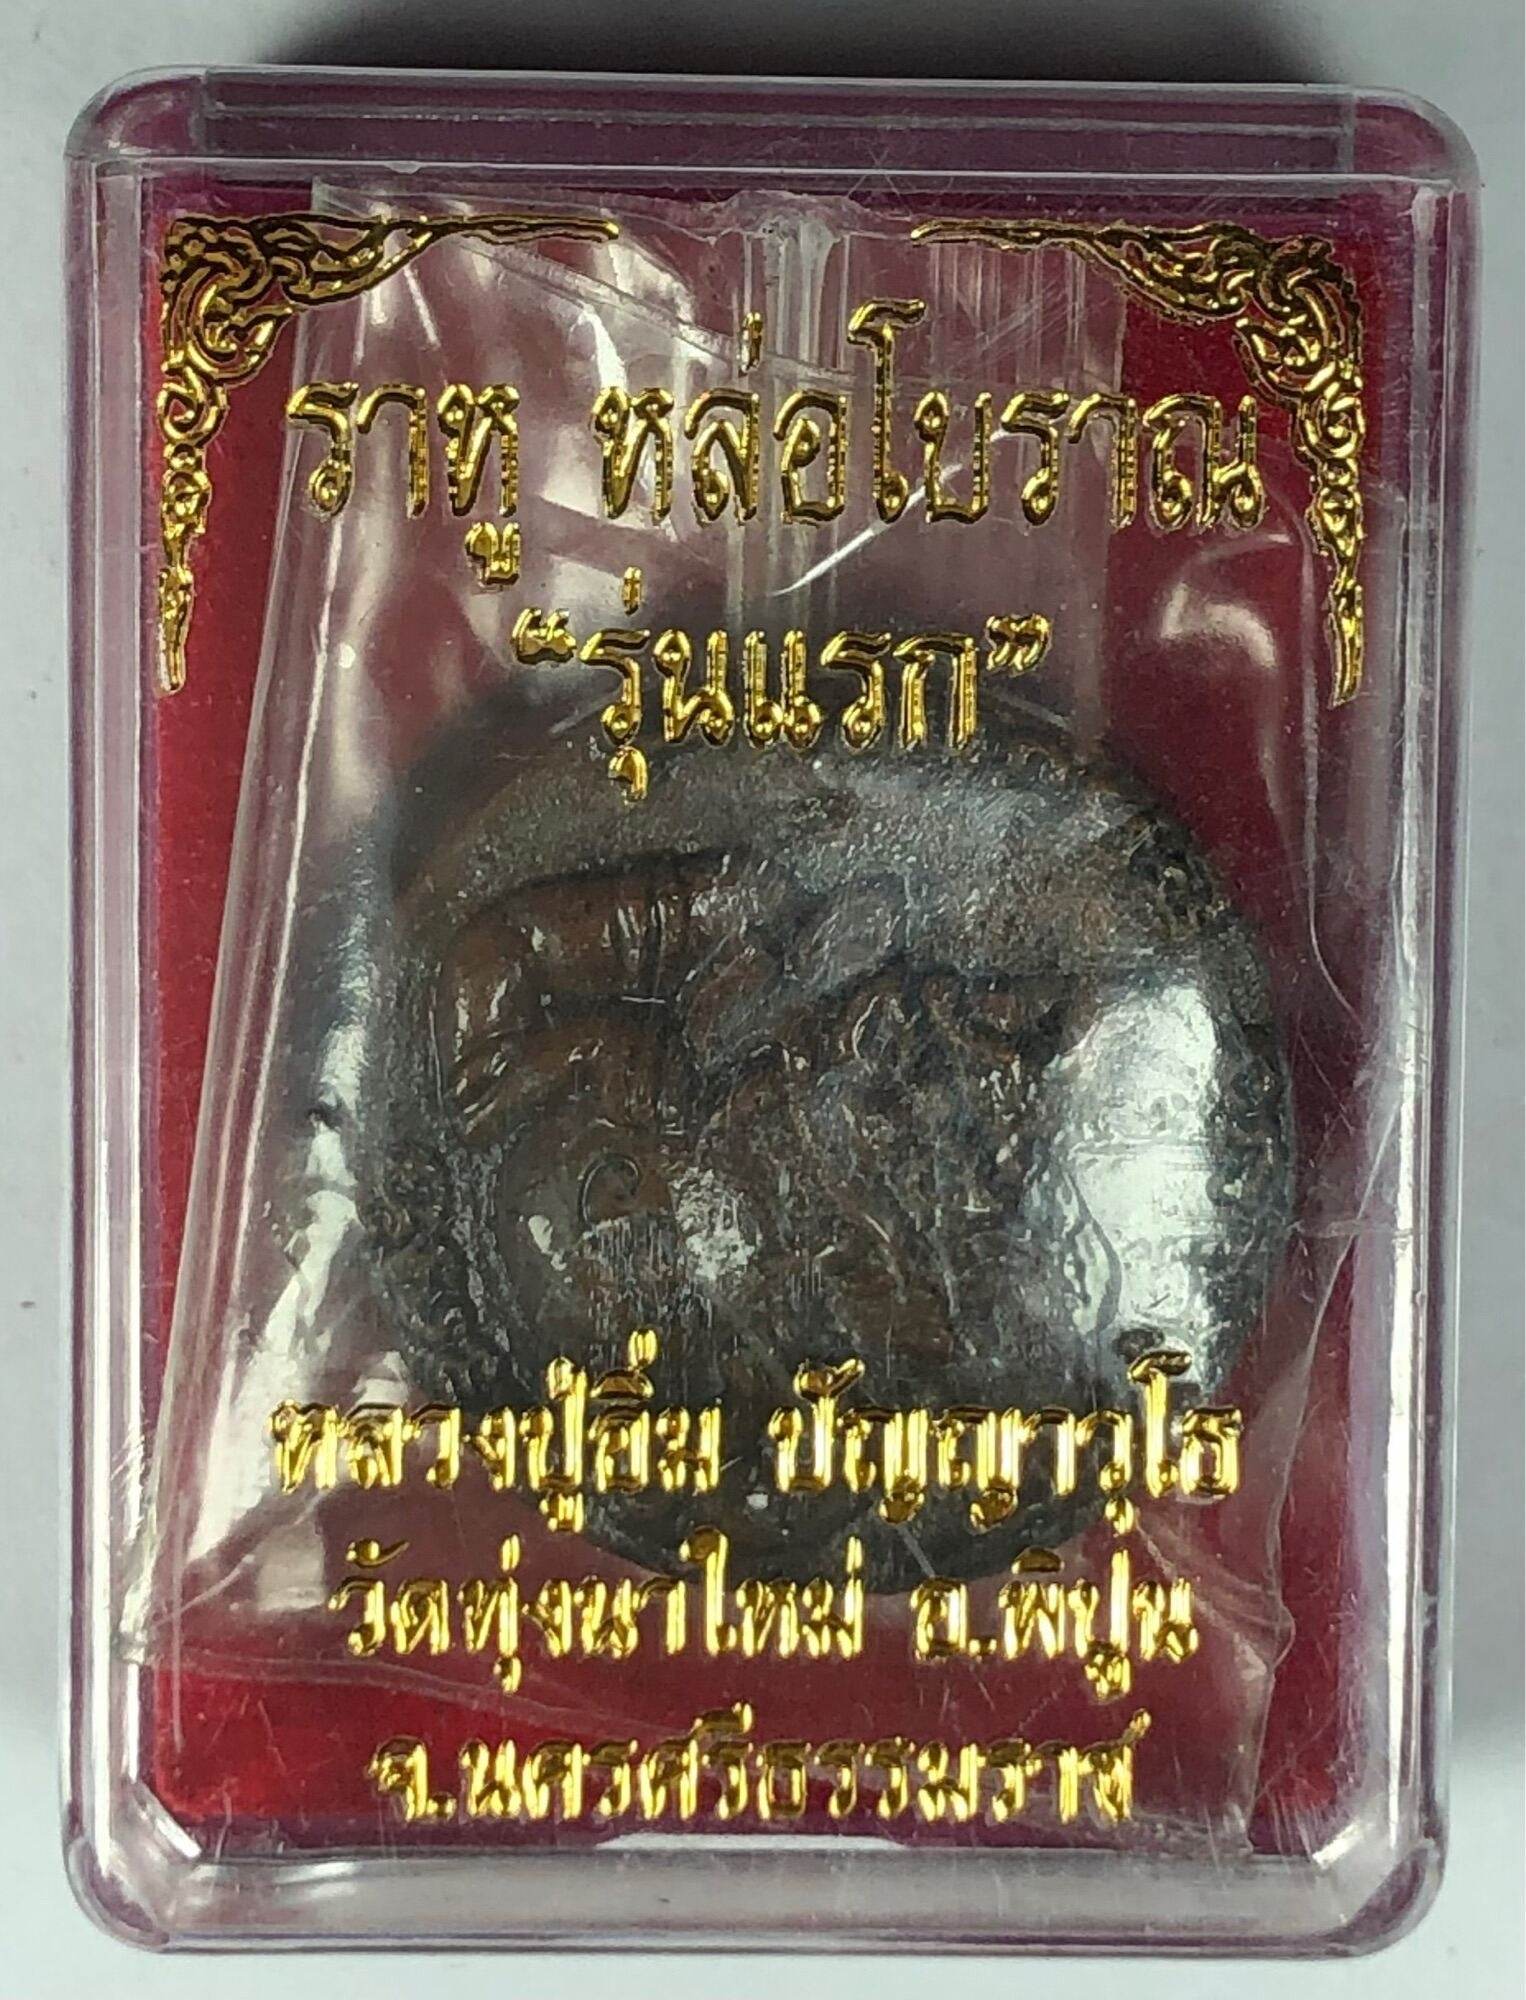 ราหู หล่อโบราณ
“รุ่นแรก”
หลวงปู่อิ่ม ปัญญาวุโธ
วัดทุ่งนาใหม่ อ.พิปูน
จ.นครศรีธรรมราช